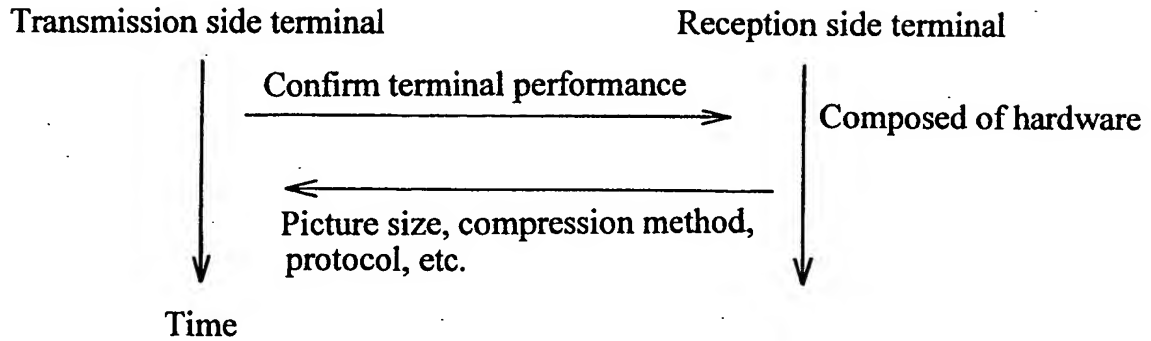 Transmission side terminal
Reception side terminal
Confirm terminal performance
Composed of hardware
Picture size, compression method,
protocol, etc.
Time